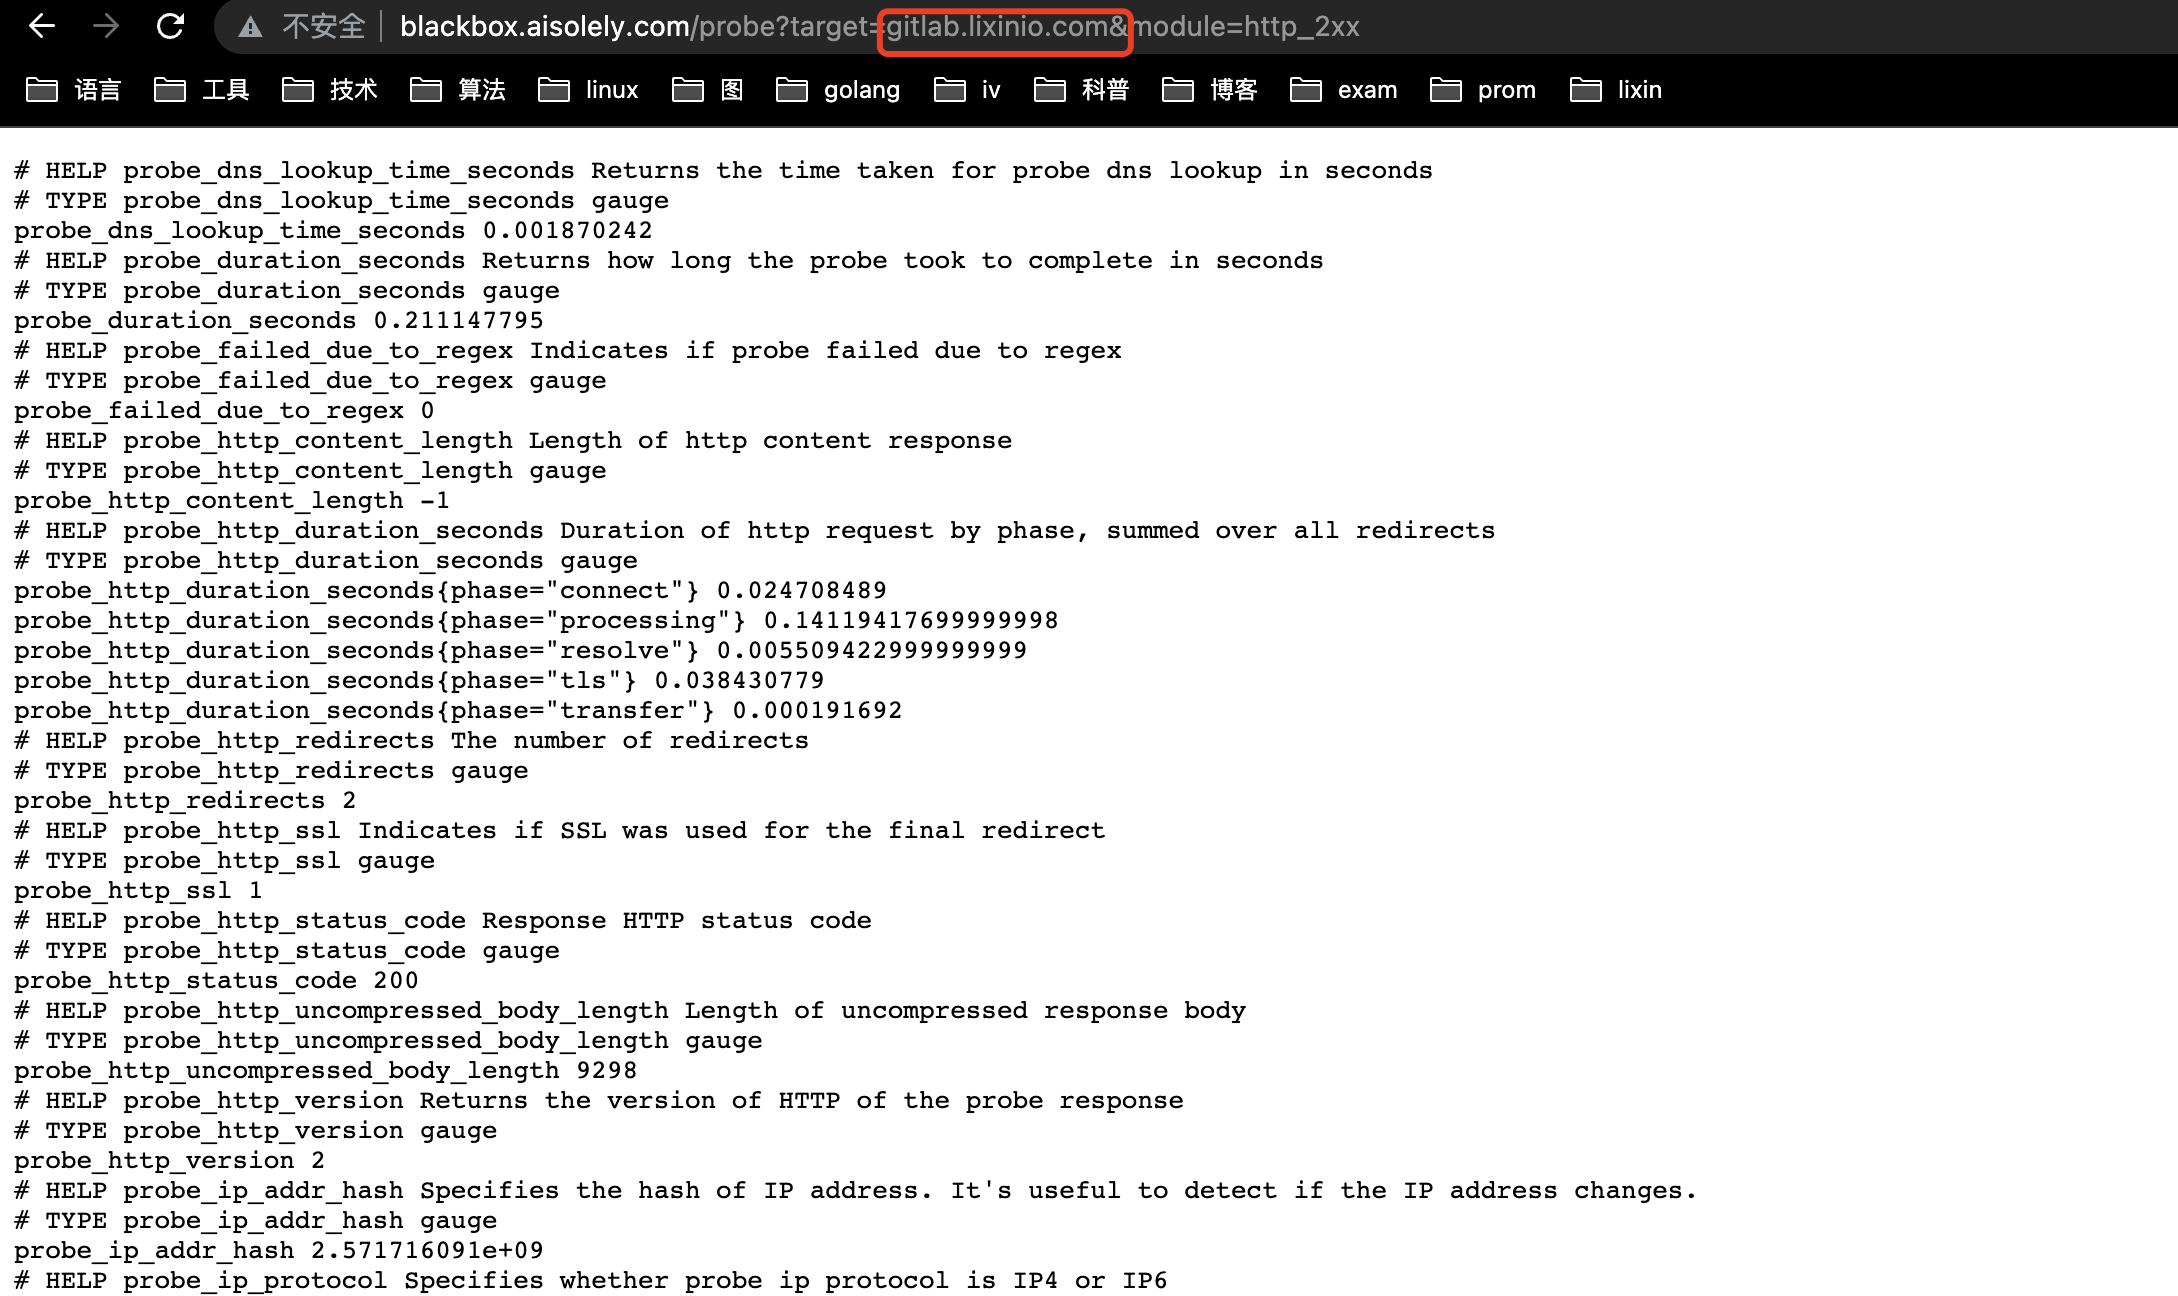 不安全 blackbox.aisolely.com/probe?target=gitlab.lixinio.com&module=http_2xx
语言 工具 技术 算法 linux 图 golang iv 科普 博客 exam prom lixin
# HELP probe_dns_lookup_time_seconds Returns the time taken for probe dns lookup in seconds
# TYPE probe_dns_lookup_time_seconds gauge
probe_dns_lookup_time_seconds 0.001870242
# HELP probe_duration_seconds Returns how long the probe took to complete in seconds
# TYPE probe_duration_seconds gauge
probe_duration_seconds 0.211147795
# HELP probe_failed_due_to_regex Indicates if probe failed due to regex
# TYPE probe_failed_due_to_regex gauge
probe_failed_due_to_regex 0
# HELP probe_http_content_length Length of http content response
# TYPE probe_http_content_length gauge
probe_http_content_length -1
# HELP probe_http_duration_seconds Duration of http request by phase, summed over all redirects
# TYPE probe_http_duration_seconds gauge
probe_http_duration_seconds{phase="connect"} 0.024708489
probe_http_duration_seconds{phase="processing"} 0.14119417699999998
probe_http_duration_seconds{phase="resolve"} 0.005509422999999999
probe_http_duration_seconds{phase="tls"} 0.038430779
probe_http_duration_seconds{phase="transfer"} 0.000191692
# HELP probe_http_redirects The number of redirects
# TYPE probe_http_redirects gauge
probe_http_redirects 2
# HELP probe_http_ssl Indicates if SSL was used for the final redirect
# TYPE probe_http_ssl gauge
probe_http_ssl 1
# HELP probe_http_status_code Response HTTP status code
# TYPE probe_http_status_code gauge
probe_http_status_code 200
# HELP probe_http_uncompressed_body_length Length of uncompressed response body
# TYPE probe_http_uncompressed_body_length gauge
probe_http_uncompressed_body_length 9298
# HELP probe_http_version Returns the version of HTTP of the probe response
# TYPE probe_http_version gauge
probe_http_version 2
# HELP probe_ip_addr_hash Specifies the hash of IP address. It's useful to detect if the IP address changes.
# TYPE probe_ip_addr_hash gauge
probe_ip_addr_hash 2.571716091e+09
# HELP probe_ip_protocol Specifies whether probe ip protocol is IP4 or IP6